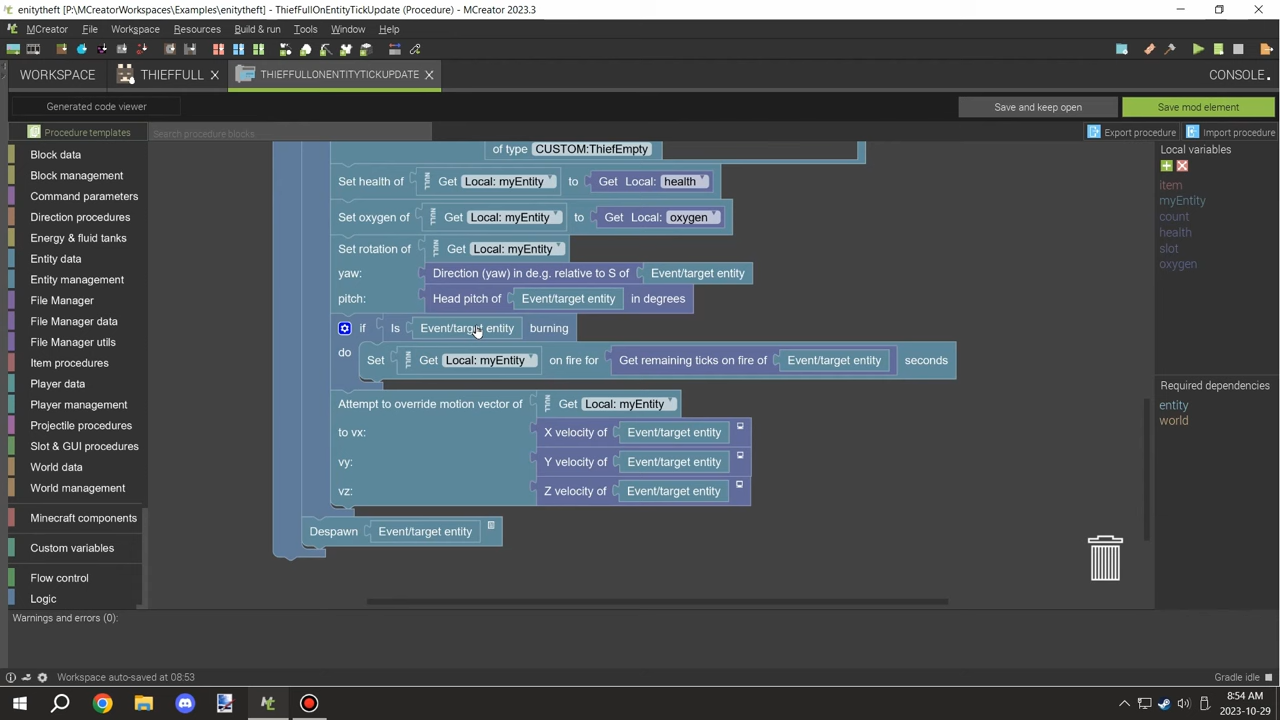 enitytheft [P:\MCreatorWorkspaces\Examples\enitytheft] - ThiefFullOnEntityTickUpdate (Procedure) - MCreator 2023.3
MCreator File Workspace Resources Build & run Tools Window Help
WORKSPACE THIEFFULL THIEFFULLONENTITYTICKUPDATE CONSOLE
Generated code viewer Save and keep open Save mod element
Procedure templates Search procedure blocks Export procedure Import procedure
Block data
Block management
Command parameters
Direction procedures
Energy & fluid tanks
Entity data
Entity management
File Manager
File Manager data
File Manager utils
Item procedures
Player data
Player management
Projectile procedures
Slot & GUI procedures
World data
World management
Minecraft components
Custom variables
Flow control
Logic
of type CUSTOM:ThiefEmpty
Set health of NULL Get Local: myEntity to Get Local: health
Set oxygen of NULL Get Local: myEntity to Get Local: oxygen
Set rotation of NULL Get Local: myEntity
yaw: Direction (yaw) in de.g. relative to S of Event/target entity
pitch: Head pitch of Event/target entity in degrees
if Is Event/target entity burning
do Set NULL Get Local: myEntity on fire for Get remaining ticks on fire of Event/target entity seconds
Attempt to override motion vector of NULL Get Local: myEntity
to vx: X velocity of Event/target entity
vy: Y velocity of Event/target entity
vz: Z velocity of Event/target entity
Despawn Event/target entity
Local variables
item
myEntity
count
health
slot
oxygen
Required dependencies
entity
world
Warnings and errors (0):
Workspace auto-saved at 08:53 Gradle idle
8:54 AM
2023-10-29